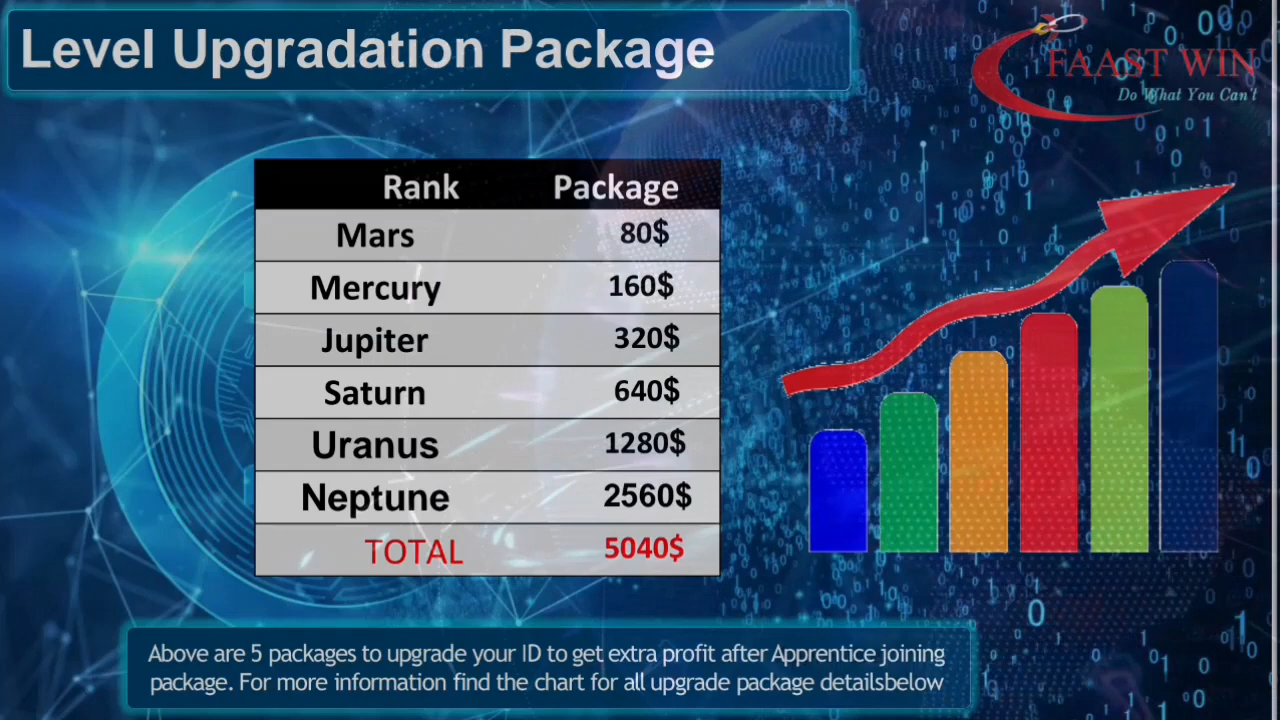 Level Upgradation Package
FAAST WIN
Do What You Can't
Rank Package
Mars 80$
Mercury 160$
Jupiter 320$
Saturn 640$
Uranus 1280$
Neptune 2560$
TOTAL 5040$
Above are 5 packages to upgrade your ID to get extra profit after Apprentice joining
package. For more information find the chart for all upgrade package detailsbelow